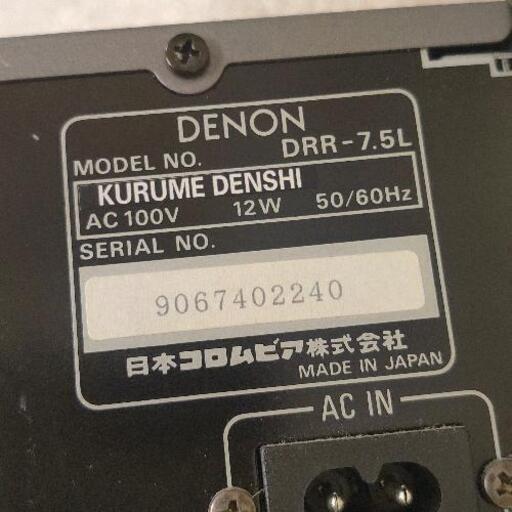 DENON
MODEL NO. DRR-7.5L
KURUME DENSHI
AC 100V 12W 50/60Hz
SERIAL NO.
9067402240
日本コロムビア株式会社
MADE IN JAPAN
AC IN